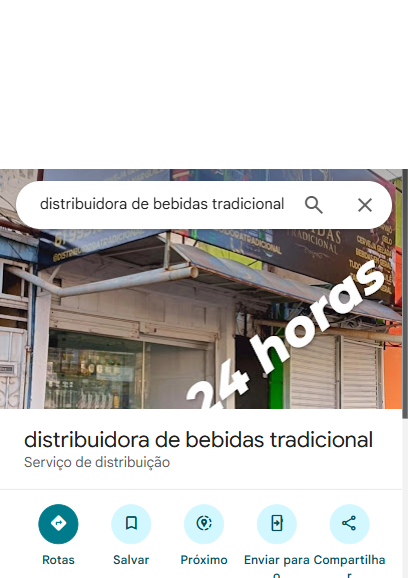 distribuidora de bebidas tradicional
24 horas
distribuidora de bebidas tradicional
Serviço de distribuição
Rotas
Salvar
Próximo
Enviar para o
Compartilhar